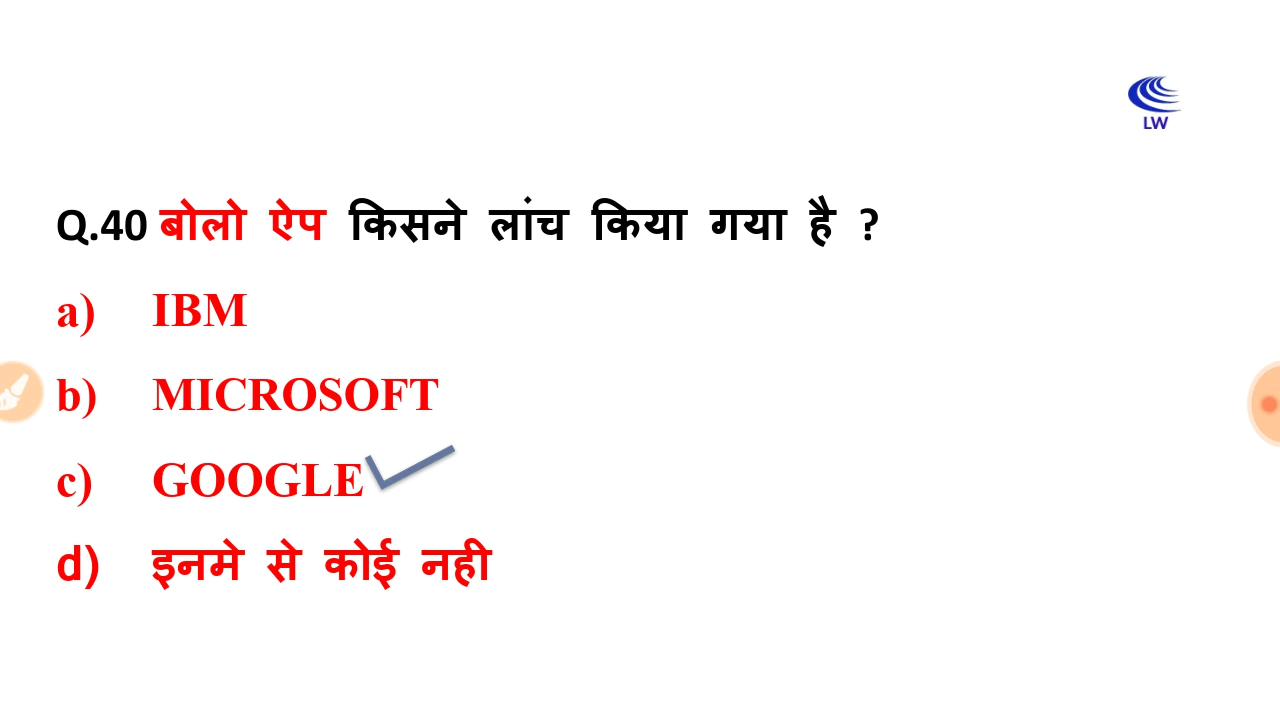 LW
Q.40 बोलो ऐप किसने लांच किया गया है ?
a) IBM
b) MICROSOFT
c) GOOGLE
d) इनमे से कोई नही